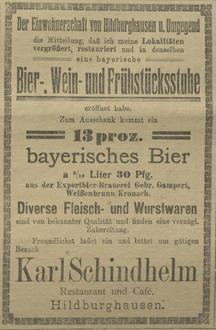 Der Einwohnerschaft von Hildburghausen u. Umgegend
die Mitteilung, daß ich meine Lokalitäten
vergrößert, restauriert und in denselben
eine bayerische
Bier-, Wein- und Frühstücksstube
eröffnet habe.
Zum Ausschank kommt ein
13 proz.
bayerisches Bier
a 5/10 Liter 30 Pfg.
aus der Exportbier-Brauerei Gebr. Gampert,
Weißenbrunn Kronach.
Diverse Fleisch- und Wurstwaren
sind von bekannter Qualität und finden eine vorzügl.
Zubereitung.
Freundlichst ladet ein und bittet um gütigen
Besuch
Karl Schindhelm
Restaurant und Café,
Hildburghausen.